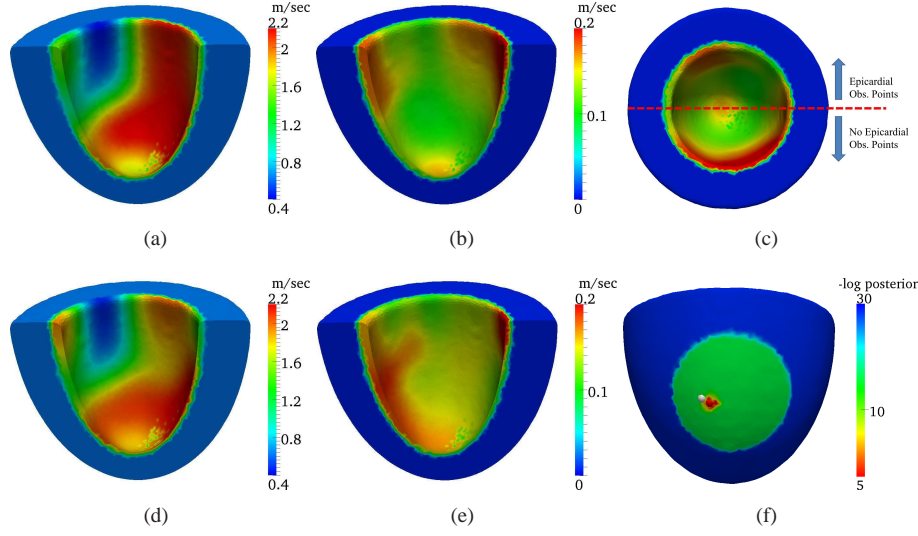 m/sec
2.2
2
1.6
1.2
0.8
0.4
(a)
m/sec
0.2
0.1
0
(b)
Epicardial
Obs. Points
No Epicardial
Obs. Points
(c)
m/sec
2.2
2
1.6
1.2
0.8
0.4
(d)
m/sec
0.2
0.1
0
(e)
-log posterior
30
10
5
(f)